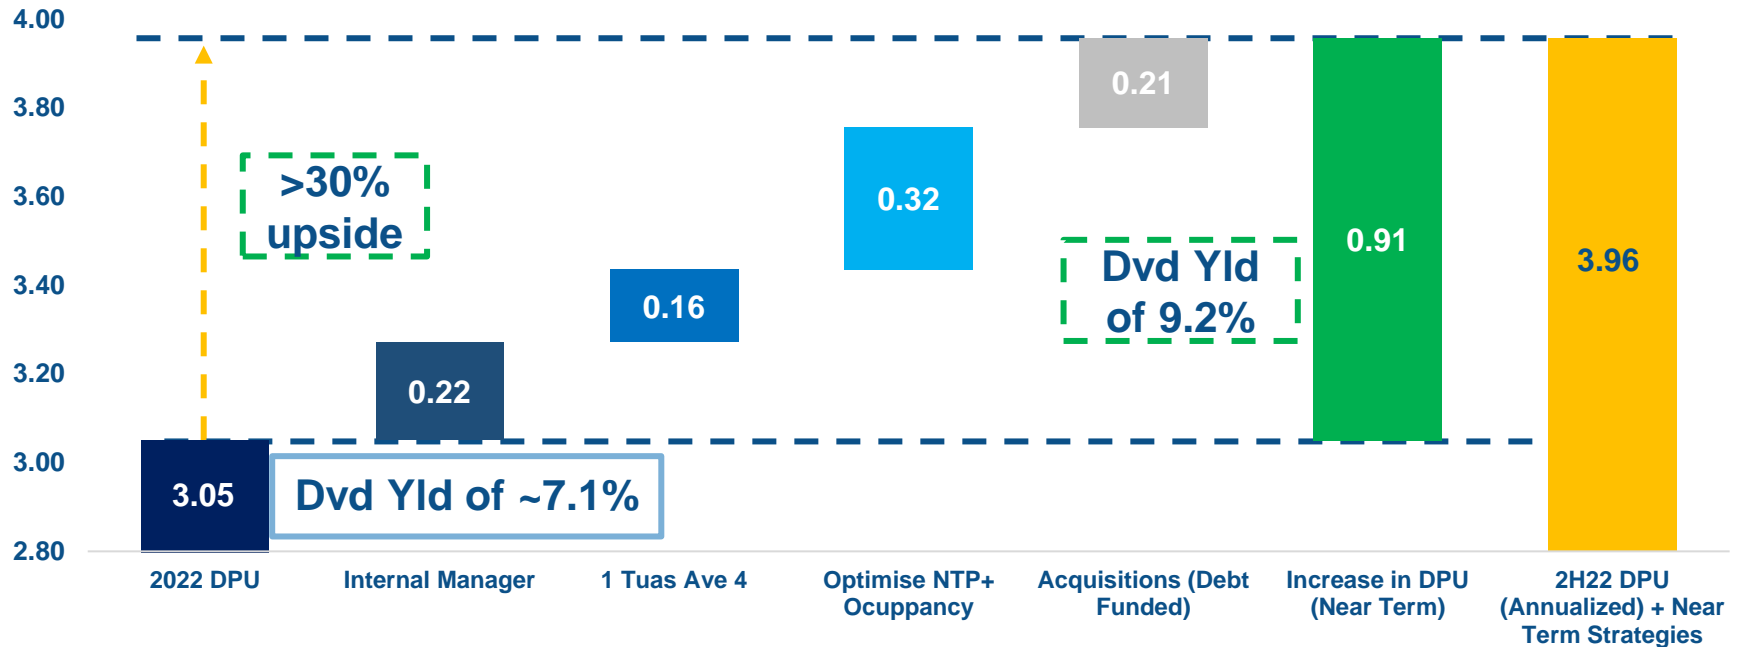 4.00
3.80
3.60
3.40
3.20
3.00
2.80
>30%
upside
Dvd Yld of ~7.1%
Dvd Yld
of 9.2%
3.05
0.22
0.16
0.32
0.21
0.91
3.96
2022 DPU
Internal Manager
1 Tuas Ave 4
Optimise NTP+
Ocuppancy
Acquisitions (Debt
Funded)
Increase in DPU
(Near Term)
2H22 DPU
(Annualized) + Near
Term Strategies